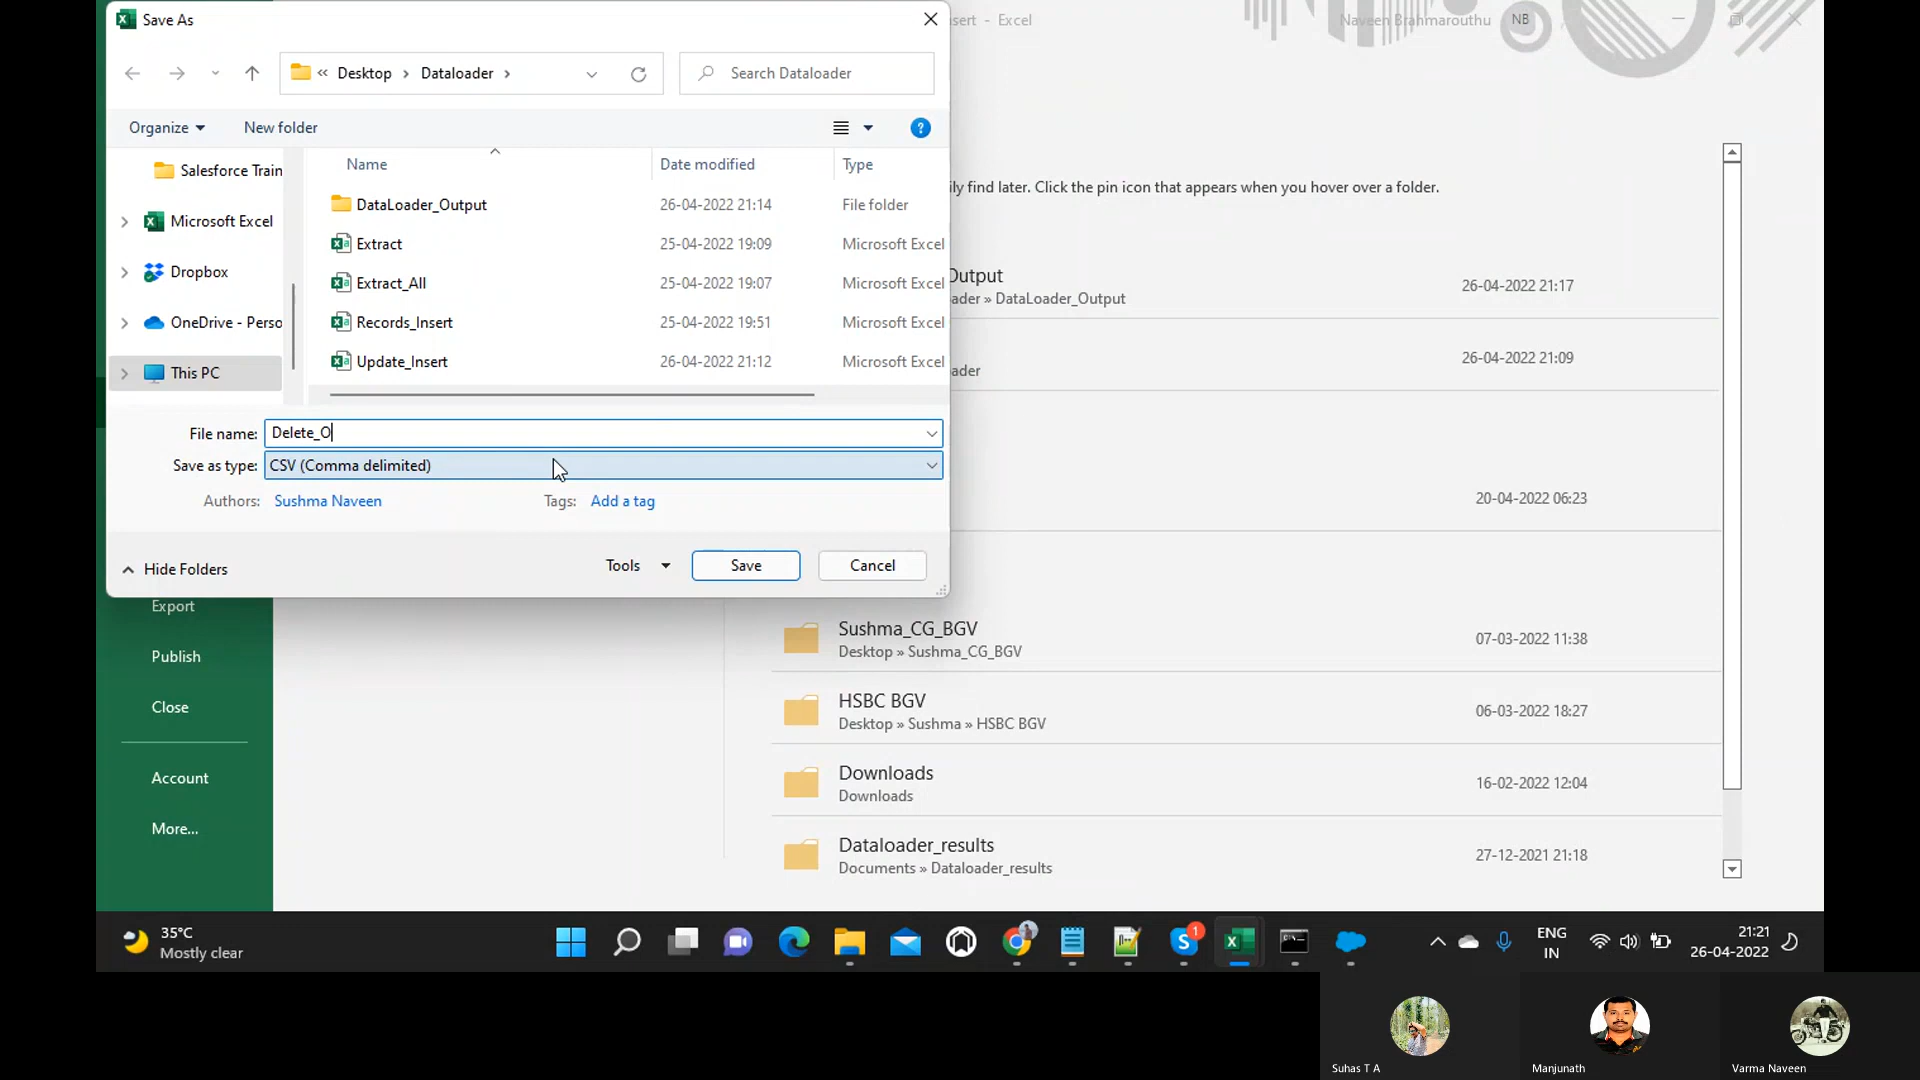 Save As
sert - Excel
Naveen Brahmarouthu
NB
Desktop
Dataloader
Search Dataloader
Organize
New folder
?
Name
Date modified
Type
Salesforce Train
Microsoft Excel
Dropbox
OneDrive - Perso
This PC
DataLoader_Output 26-04-2022 21:14 File folder
Extract 25-04-2022 19:09 Microsoft Excel
Extract_All 25-04-2022 19:07 Microsoft Excel
Records_Insert 25-04-2022 19:51 Microsoft Excel
Update_Insert 26-04-2022 21:12 Microsoft Excel
File name: Delete_O
Save as type: CSV (Comma delimited)
Authors: Sushma Naveen
Tags: Add a tag
Hide Folders
Tools
Save
Cancel
ily find later. Click the pin icon that appears when you hover over a folder.
Output
ader » DataLoader_Output
26-04-2022 21:17
26-04-2022 21:09
ader
20-04-2022 06:23
Export
Publish
Close
Account
More...
Sushma_CG_BGV
Desktop » Sushma_CG_BGV
07-03-2022 11:38
HSBC BGV
Desktop » Sushma » HSBC BGV
06-03-2022 18:27
Downloads
Downloads
16-02-2022 12:04
Dataloader_results
Documents » Dataloader_results
27-12-2021 21:18
35°C
Mostly clear
1
ENG
IN
21:21
26-04-2022
Suhas T A
Manjunath
Varma Naveen